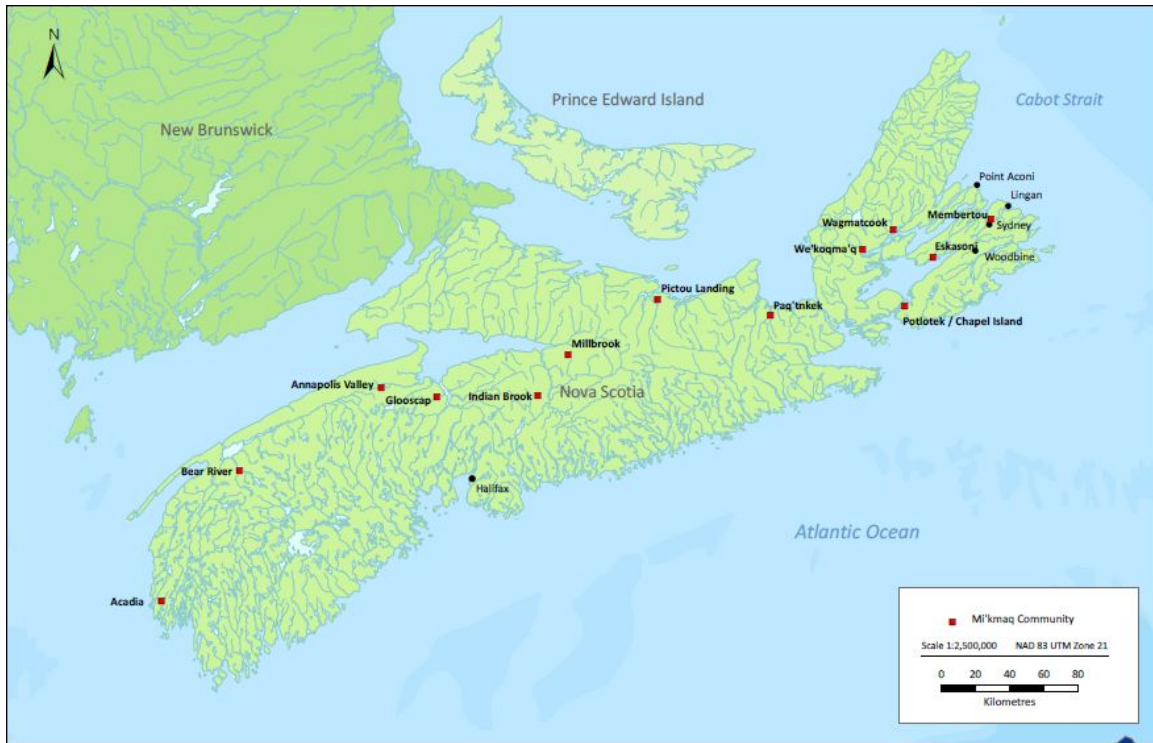 N
New Brunswick
Prince Edward Island
Cabot Strait
Point Aconi
Lingan
Membertou
Sydney
Wagmatcook
We'koqma'q
Eskasoni
Woodbine
Pictou Landing
Paq'tnkek
Potlotek / Chapel Island
Millbrook
Annapolis Valley
Glooscap
Indian Brook
Nova Scotia
Bear River
Halifax
Atlantic Ocean
Acadia
Mi'kmaq Community
Scale 1:2,500,000 NAD 83 UTM Zone 21
0 20 40 60 80
Kilometres